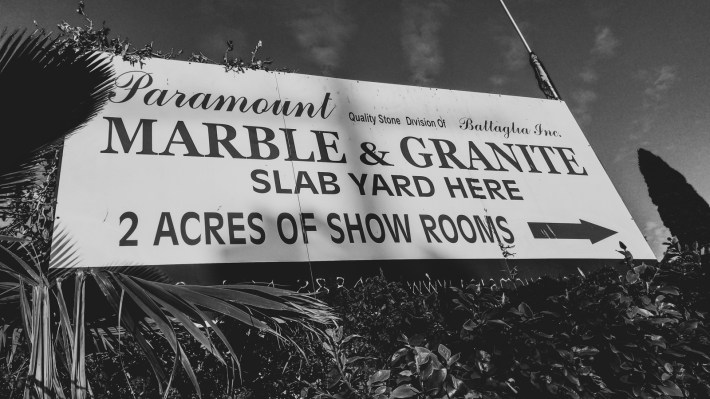 Paramount Quality Stone Division Of Battaglia Inc.
MARBLE & GRANITE
SLAB YARD HERE
2 ACRES OF SHOW ROOMS